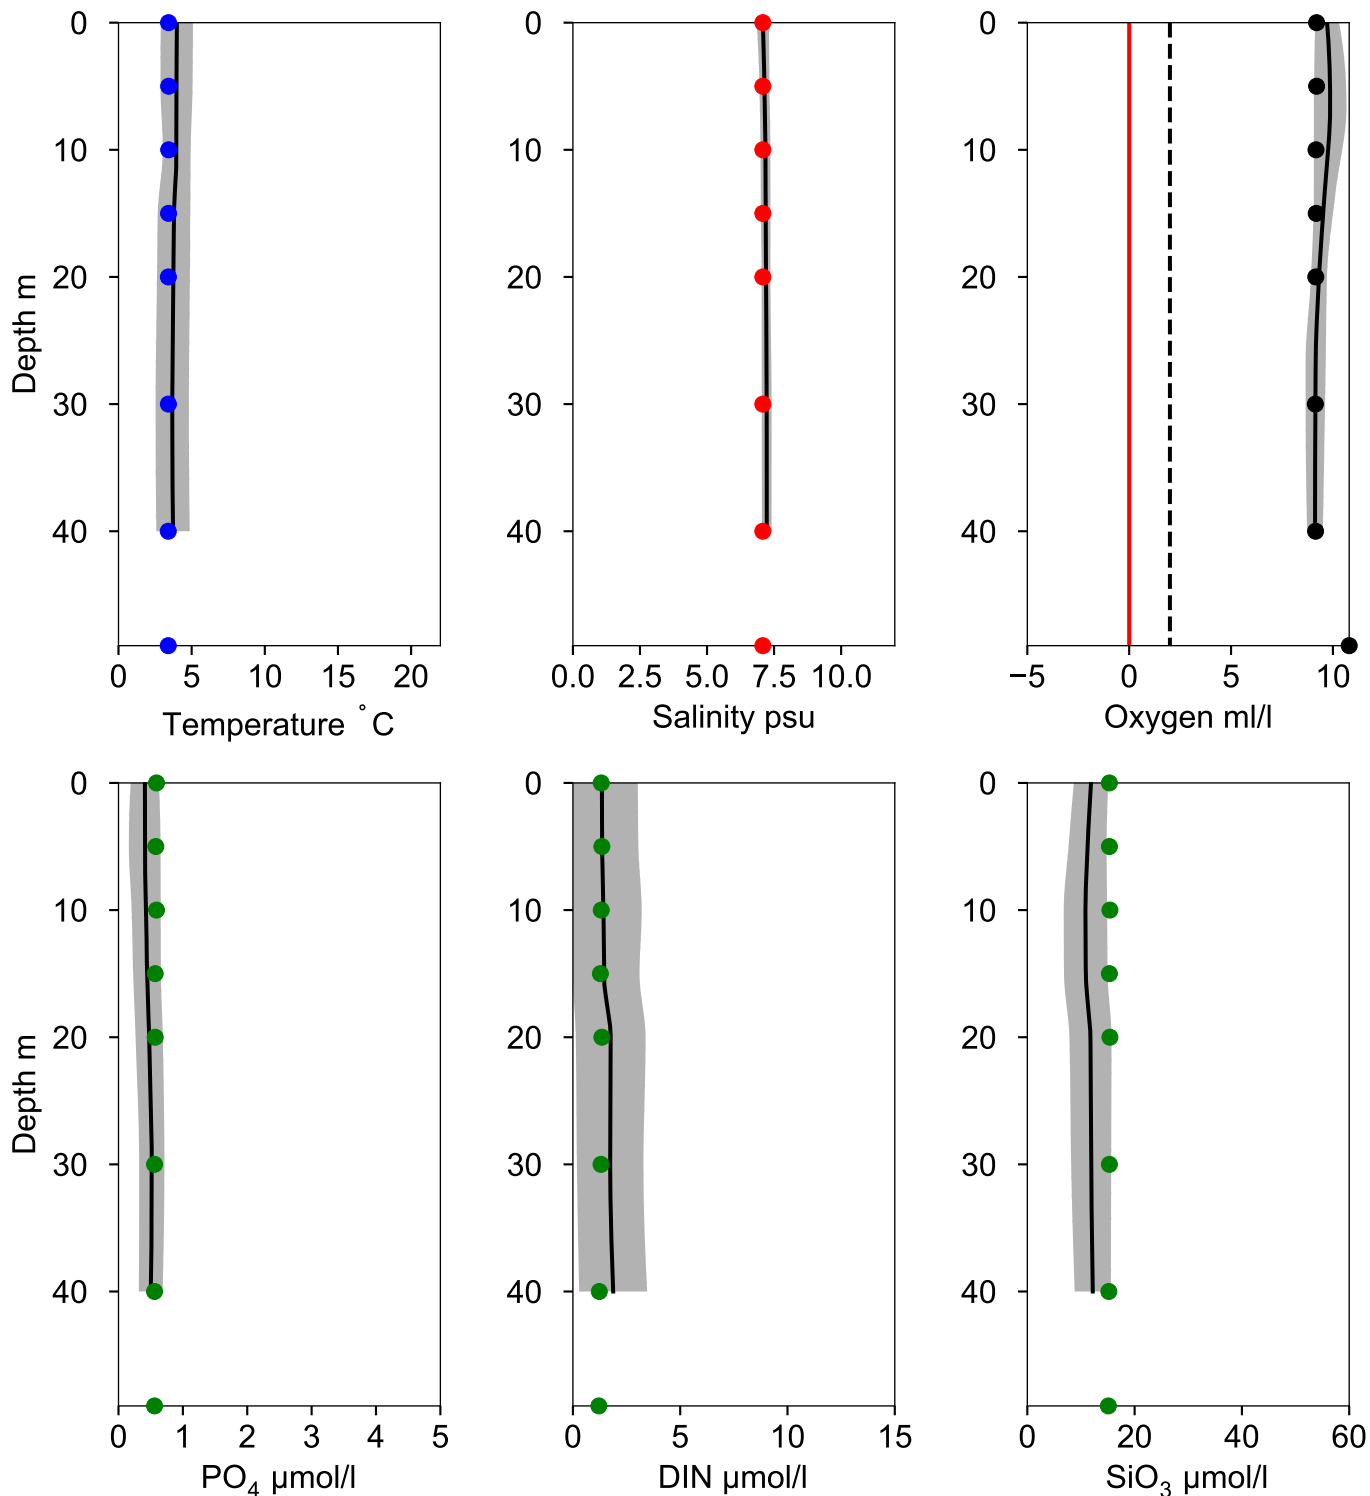 0
10
20
30
40
Depth m
0 5 10 15 20
Temperature °C
0
10
20
30
40
0.0 2.5 5.0 7.5 10.0
Salinity psu
0
10
20
30
40
−5 0 5 10
Oxygen ml/l
0
10
20
30
40
Depth m
0 1 2 3 4 5
PO₄ µmol/l
0
10
20
30
40
0 5 10 15
DIN µmol/l
0
10
20
30
40
0 20 40 60
SiO₃ µmol/l